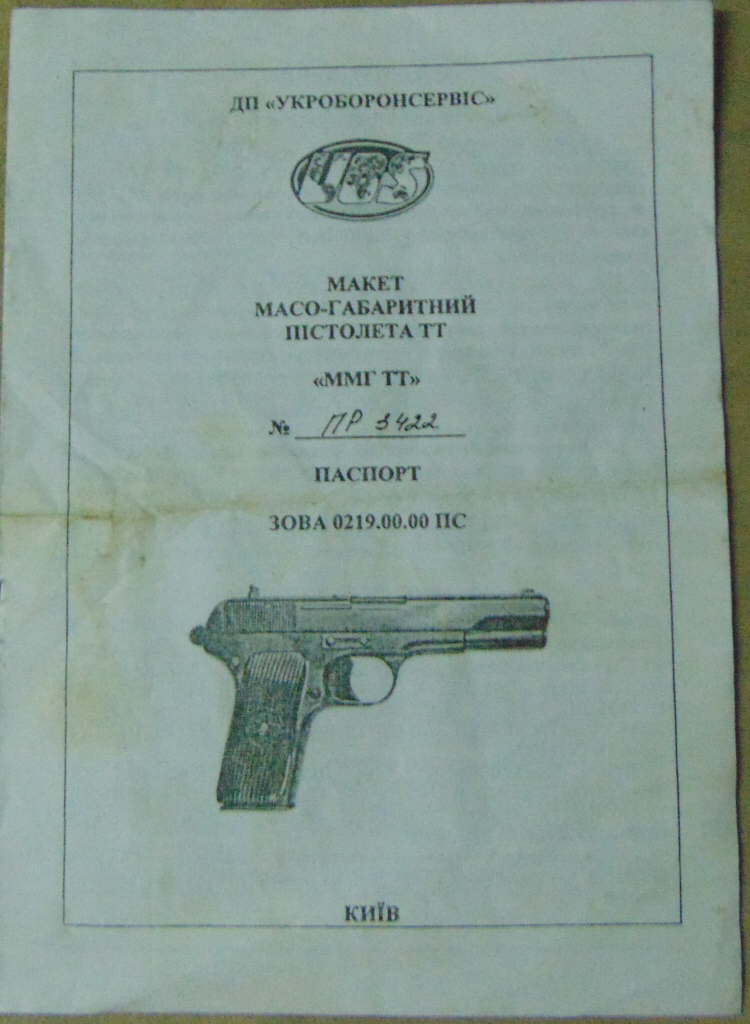 ДП «УКРОБОРОНСЕРВІС»
UOS
МАКЕТ
МАСО-ГАБАРИТНИЙ
ПІСТОЛЕТА ТТ
«ММГ ТТ»
№ ПР 3422
ПАСПОРТ
ЗОВА 0219.00.00 ПС
КИЇВ